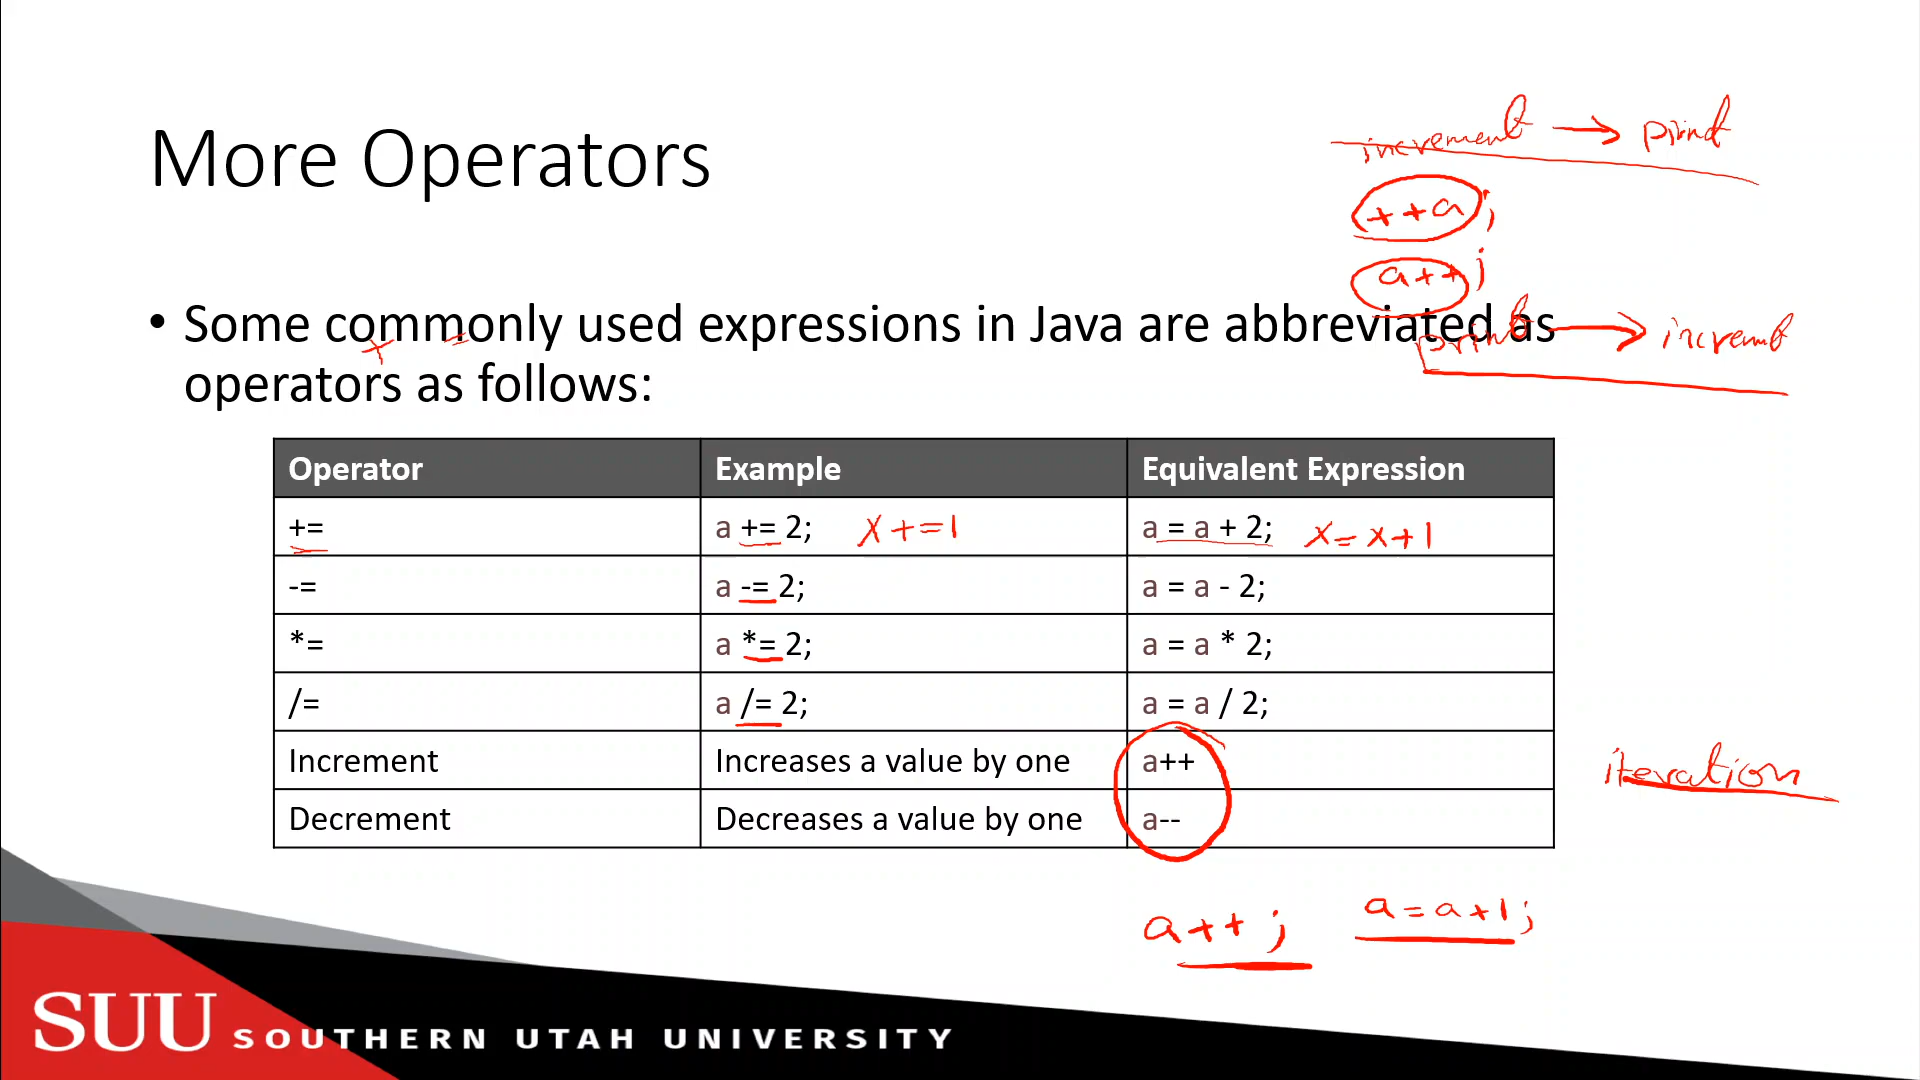 More Operators
increment → print
++a;
a++;
print → increment
• Some commonly used expressions in Java are abbreviated as
+ =
operators as follows:
Operator Example Equivalent Expression
+= a += 2; x+=1 a = a + 2; x=x+1
-= a -= 2; a = a - 2;
*= a *= 2; a = a * 2;
/= a /= 2; a = a / 2;
Increment Increases a value by one a++
iteration
Decrement Decreases a value by one a--
a++; a=a+1;
SUU SOUTHERN UTAH UNIVERSITY